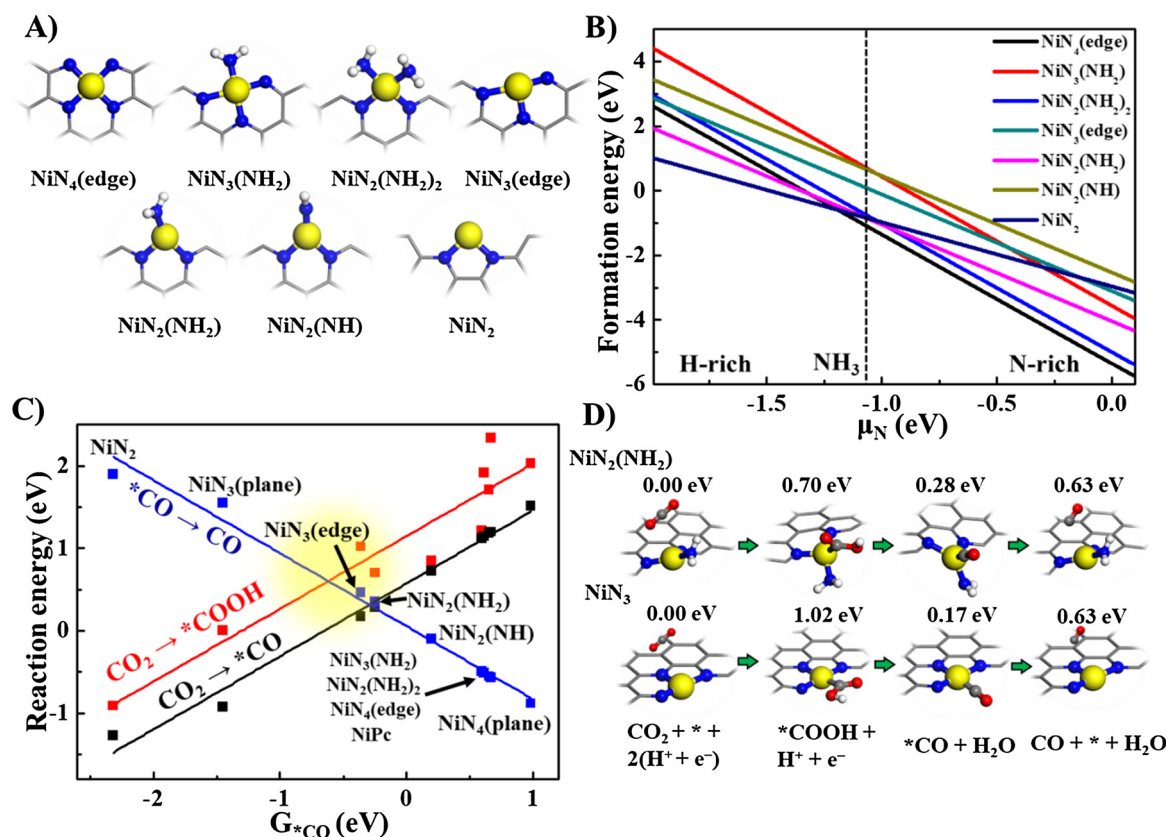 A)
NiN₄(edge)
NiN₃(NH₂)
NiN₂(NH₂)₂
NiN₃(edge)
NiN₂(NH₂)
NiN₂(NH)
NiN₂
B)
Formation energy (eV)
4
2
0
-2
-4
-6
NiN₄(edge)
NiN₃(NH₂)
NiN₂(NH₂)₂
NiN₃(edge)
NiN₂(NH₂)
NiN₂(NH)
NiN₂
H-rich
NH₃
N-rich
-1.5
-1.0
-0.5
0.0
μN (eV)
C)
Reaction energy (eV)
2
1
0
-1
NiN₂
*CO → CO
NiN₃(plane)
NiN₃(edge)
CO₂ → *COOH
CO₂ → *CO
NiN₂(NH₂)
NiN₂(NH)
NiN₃(NH₂)
NiN₂(NH₂)₂
NiN₄(edge)
NiPc
NiN₄(plane)
-2
-1
0
1
G*CO (eV)
D)
NiN₂(NH₂)
0.00 eV
0.70 eV
0.28 eV
0.63 eV
NiN₃
0.00 eV
1.02 eV
0.17 eV
0.63 eV
CO₂ + * +
2(H⁺ + e⁻)
*COOH +
H⁺ + e⁻
*CO + H₂O
CO + * + H₂O